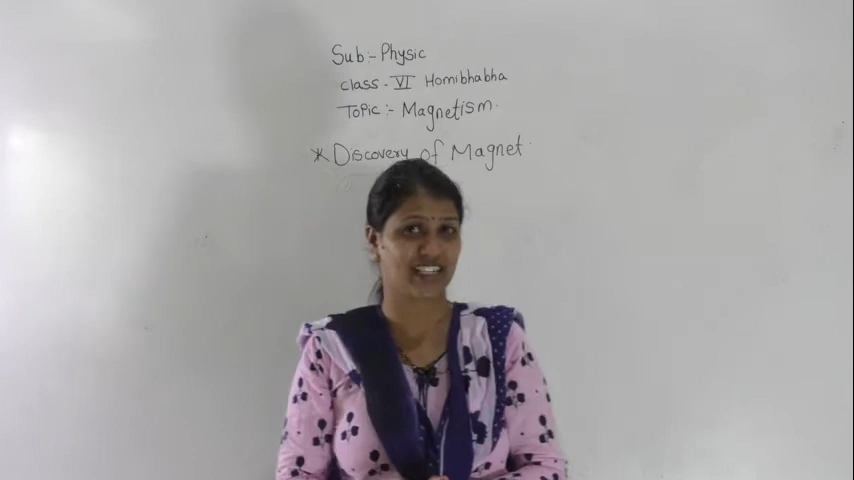 Sub:- Physic
class - VI Homibhabha
Topic :- Magnetism.
* Discovery of Magnet.